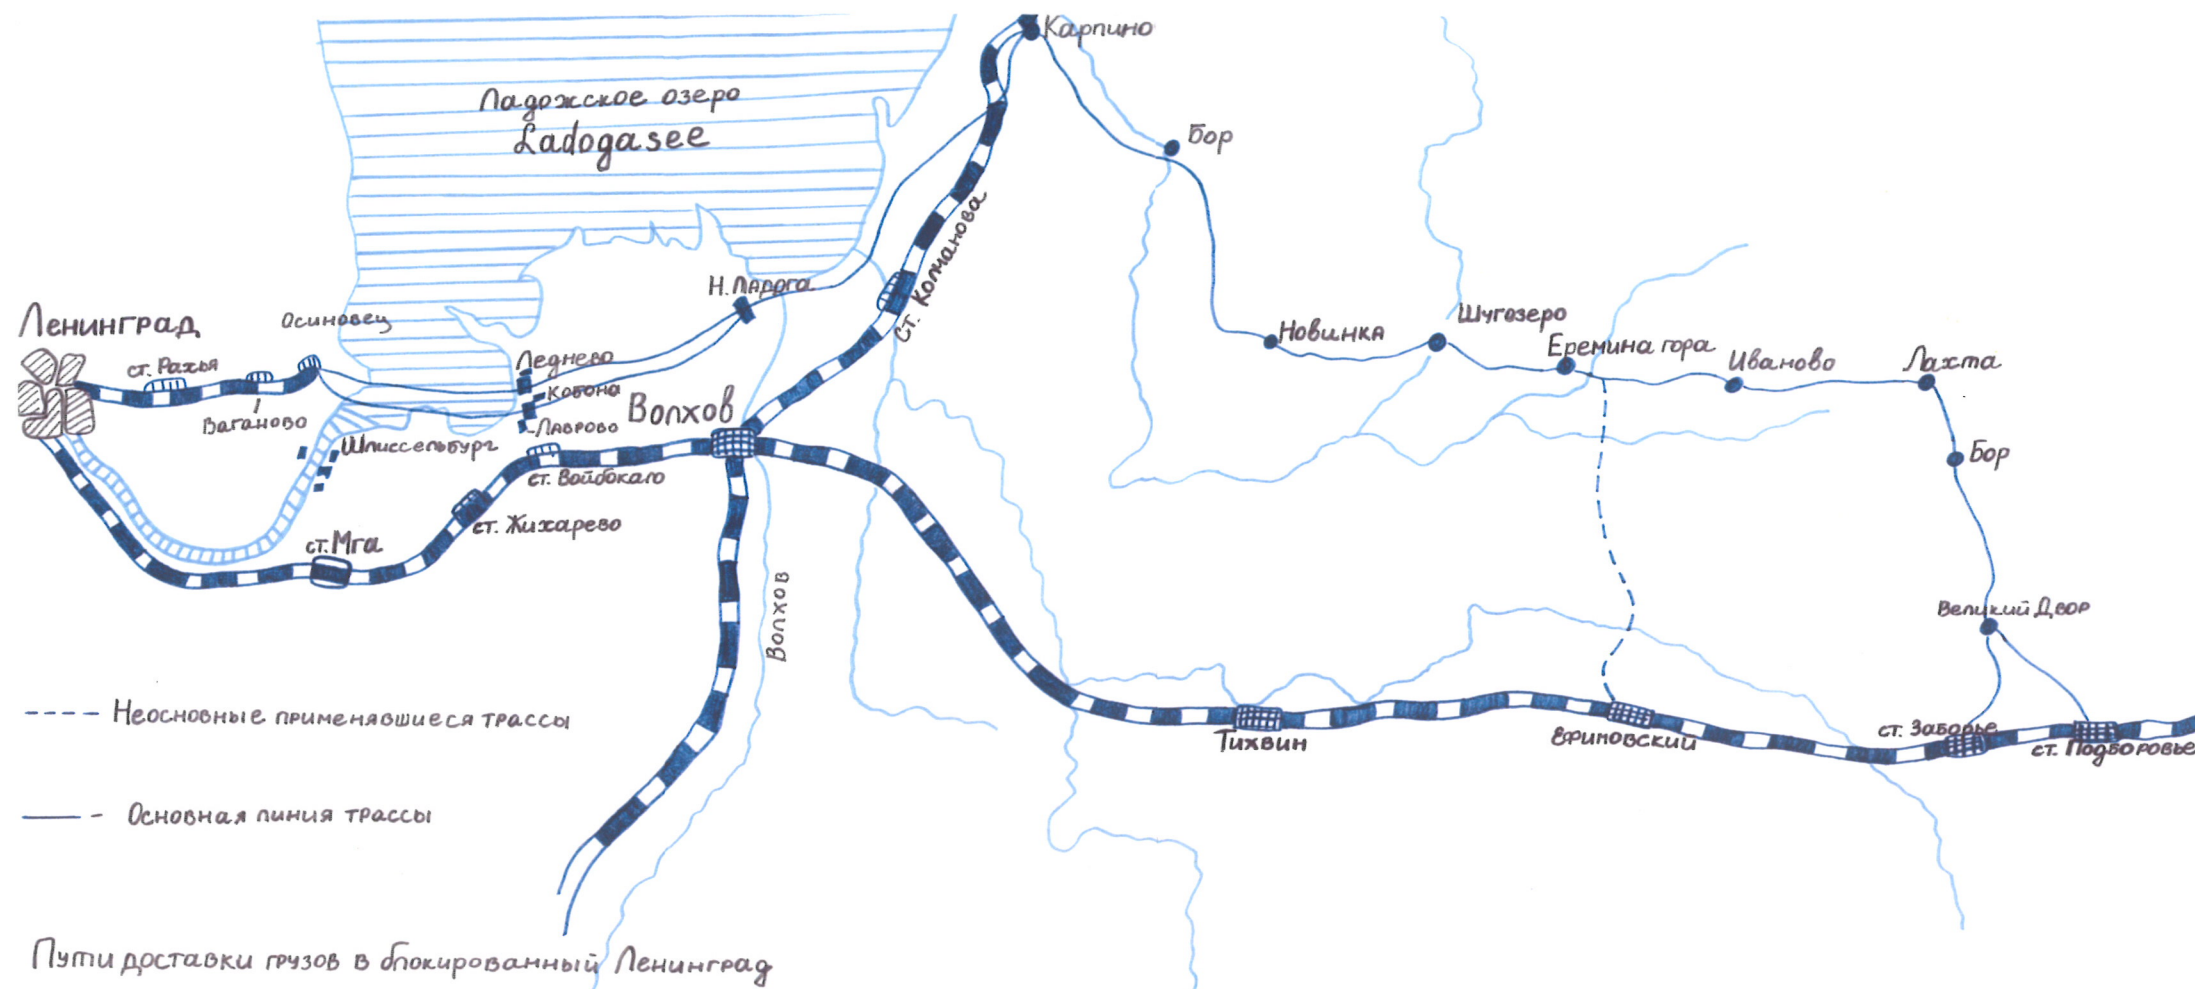 Карпино
Ладожское озеро
Ladogasee
Бор
ст. Колчанова
Н. Ладога
Ленинград
Осиновец
ст. Рахья
Ваганово
Леднево
Кобона
Лаврово
Волхов
Шлиссельбург
ст. Войбокало
ст. Жихарево
ст. Мга
Новинка
Шугозеро
Еремина гора
Иваново
Лахта
Бор
Великий Двор
Волхов
Тихвин
Ефимовский
ст. Заборье
ст. Подборовье
Неосновные применявшиеся трассы
Основная линия трассы
Пути доставки грузов в блокированный Ленинград